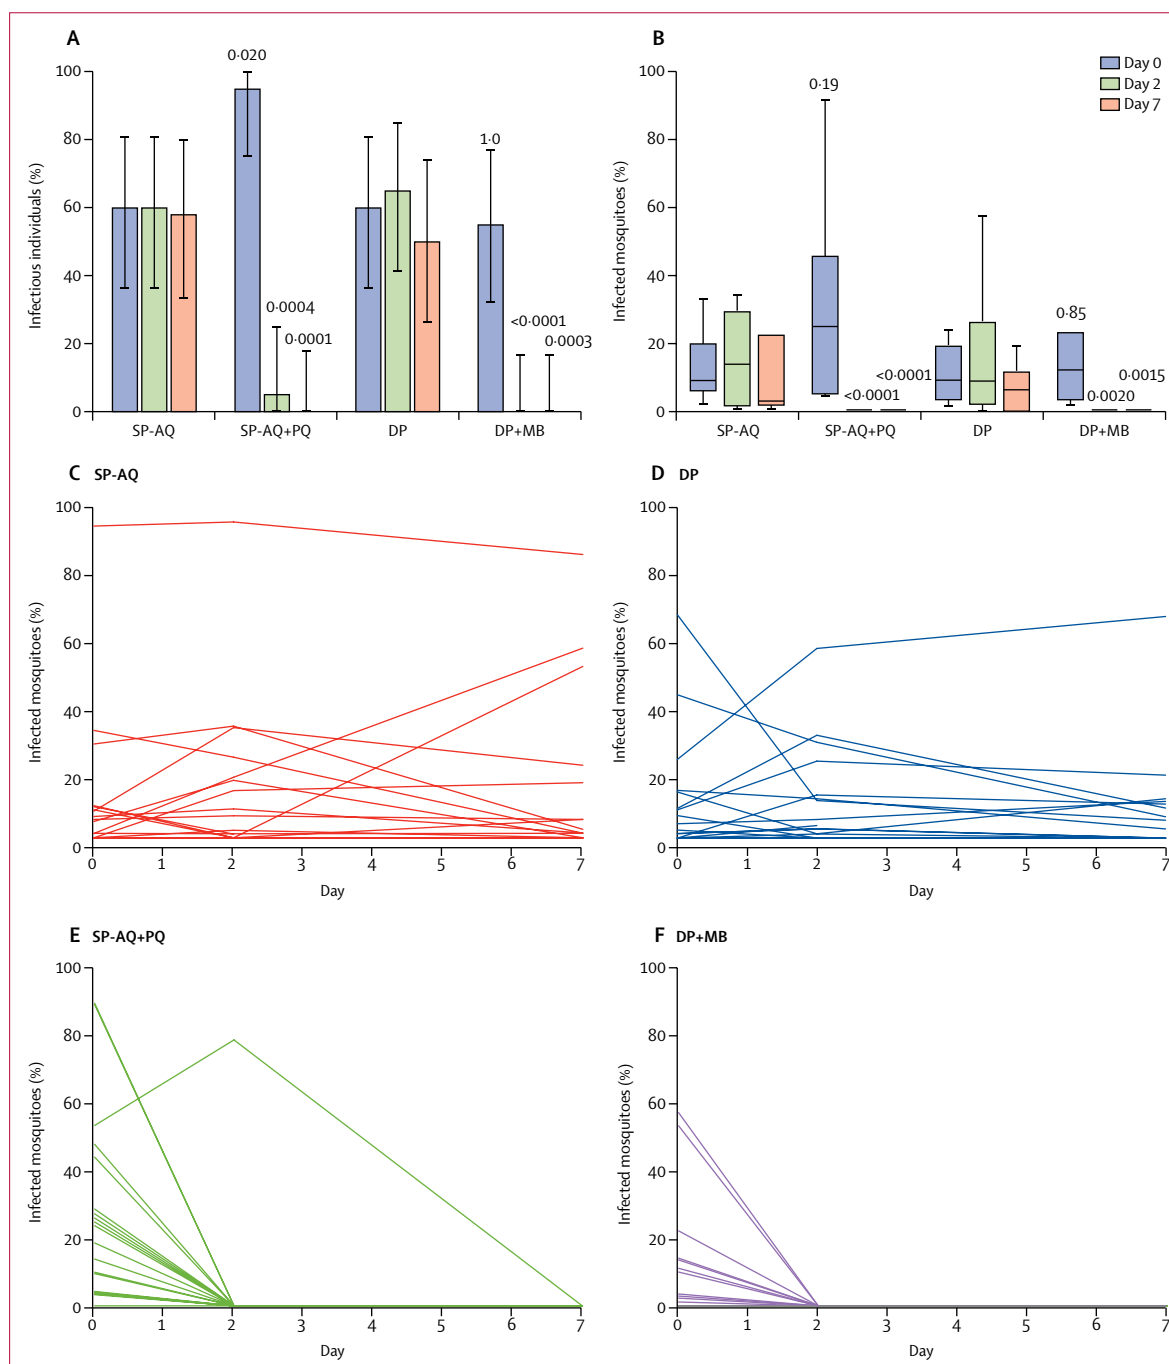 A
Infectious individuals (%)
100
80
60
40
20
0
0·020
0·0004
0·0001
1·0
<0·0001
0·0003
SP-AQ
SP-AQ+PQ
DP
DP+MB
B
Day 0
Day 2
Day 7
Infected mosquitoes (%)
100
80
60
40
20
0
0·19
<0·0001
<0·0001
0·85
0·0020
0·0015
SP-AQ
SP-AQ+PQ
DP
DP+MB
C SP-AQ
Infected mosquitoes (%)
100
80
60
40
20
0
0 1 2 3 4 5 6 7
Day
D DP
Infected mosquitoes (%)
100
80
60
40
20
0
0 1 2 3 4 5 6 7
Day
E SP-AQ+PQ
Infected mosquitoes (%)
100
80
60
40
20
0
0 1 2 3 4 5 6 7
Day
F DP+MB
Infected mosquitoes (%)
100
80
60
40
20
0
0 1 2 3 4 5 6 7
Day